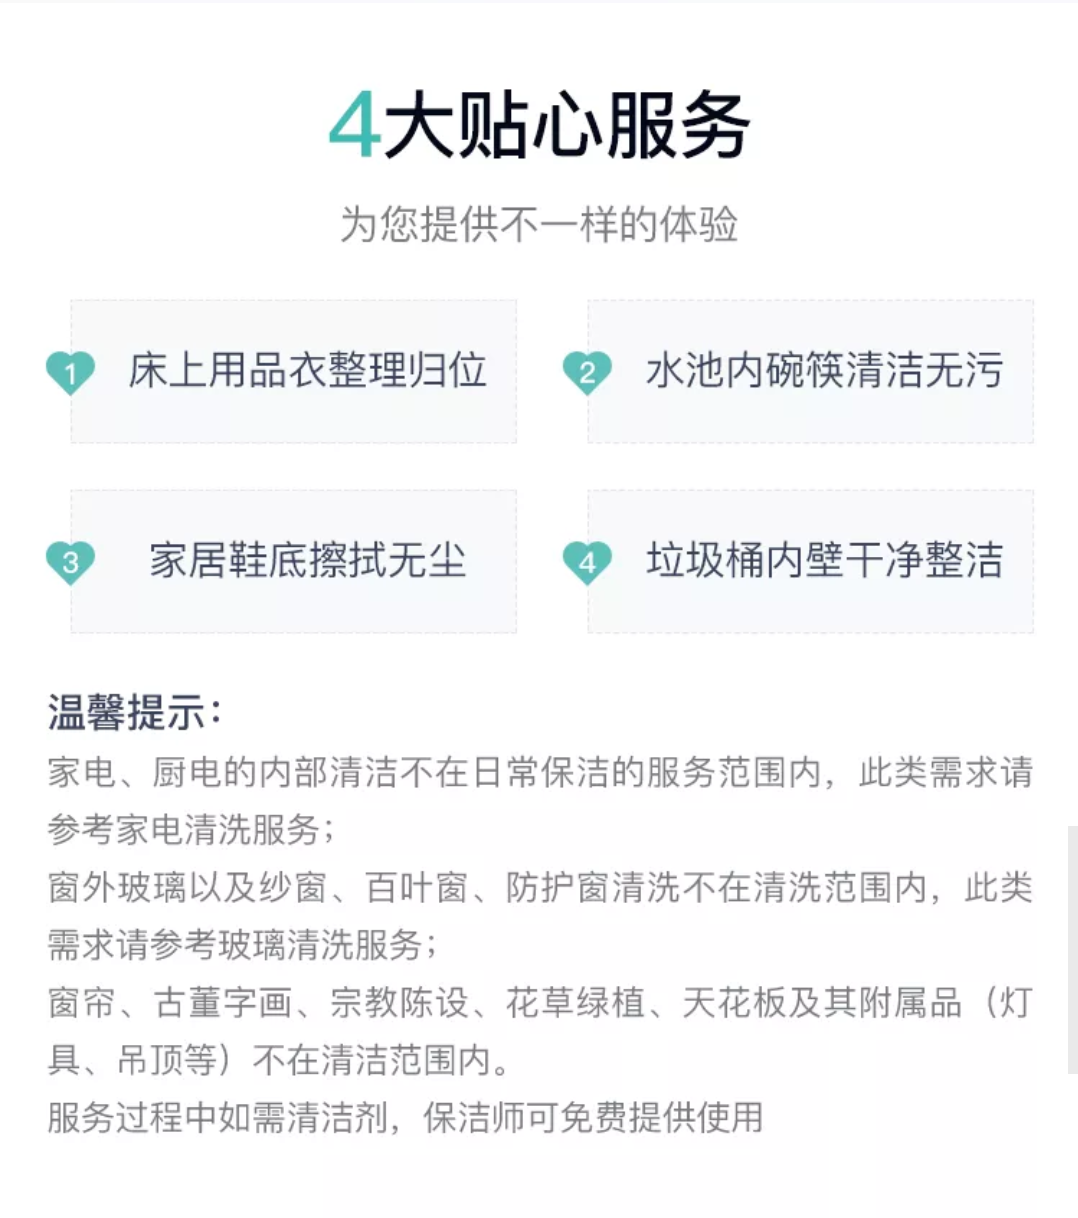 4大贴心服务
为您提供不一样的体验
1 床上用品衣整理归位
2 水池内碗筷清洁无污
3 家居鞋底擦拭无尘
4 垃圾桶内壁干净整洁
温馨提示：
家电、厨电的内部清洁不在日常保洁的服务范围内，此类需求请
参考家电清洗服务；
窗外玻璃以及纱窗、百叶窗、防护窗清洗不在清洗范围内，此类
需求请参考玻璃清洗服务；
窗帘、古董字画、宗教陈设、花草绿植、天花板及其附属品（灯
具、吊顶等）不在清洁范围内。
服务过程中如需清洁剂，保洁师可免费提供使用